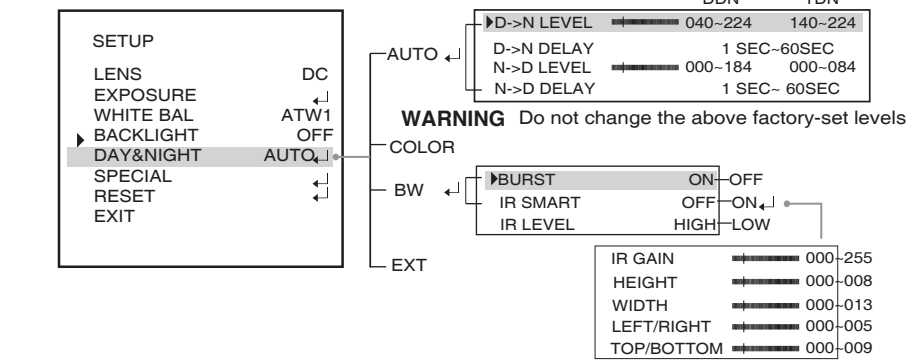 DDN TDN
D->N LEVEL 040~224 140~224
D->N DELAY 1 SEC~60SEC
N->D LEVEL 000~184 000~084
N->D DELAY 1 SEC~ 60SEC
WARNING Do not change the above factory-set levels
SETUP
LENS DC
EXPOSURE
WHITE BAL ATW1
BACKLIGHT OFF
DAY&NIGHT AUTO
SPECIAL
RESET
EXIT
AUTO
COLOR
BW
EXT
BURST ON OFF
IR SMART OFF ON
IR LEVEL HIGH LOW
IR GAIN 000~255
HEIGHT 000~008
WIDTH 000~013
LEFT/RIGHT 000~005
TOP/BOTTOM 000~009